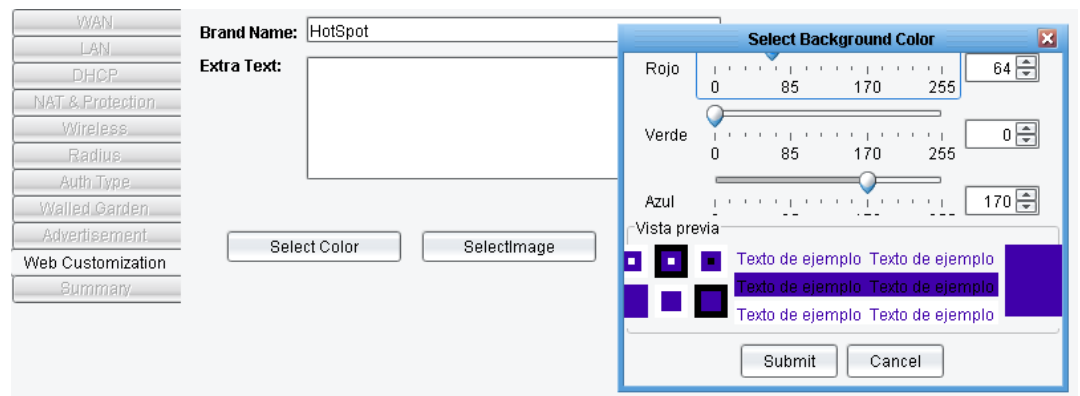 WAN
LAN
DHCP
NAT & Protection
Wireless
Radius
Auth Type
Walled Garden
Advertisement
Web Customization
Summary
Brand Name: HotSpot
Extra Text:
Select Color SelectImage
Select Background Color
Rojo 64
0 85 170 255
Verde 0
0 85 170 255
Azul 170
Vista previa
Texto de ejemplo Texto de ejemplo
Texto de ejemplo Texto de ejemplo
Texto de ejemplo Texto de ejemplo
Submit Cancel